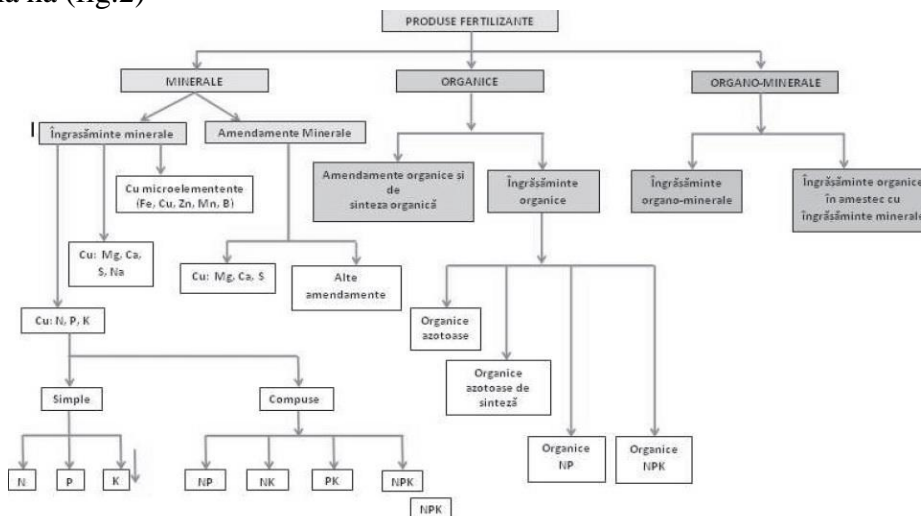 (fig.2)
PRODUSE FERTILIZANTE
MINERALE
ORGANICE
ORGANO-MINERALE
Îngrasăminte minerale
Amendamente Minerale
Amendamente organice și
de
sinteza organică
Îngrășăminte
organice
Îngrășăminte
organo-minerale
Îngrășăminte organice
în amestec cu
îngrășăminte minerale
Cu microelementente
(Fe, Cu, Zn, Mn, B)
Cu: Mg, Ca,
S, Na
Cu: Mg, Ca, S
Alte
amendamente
Cu: N, P, K
Organice
azotoase
Organice
azotoase de
sinteză
Organice
NP
Organice
NPK
Simple
Compuse
N
P
K
NP
NK
PK
NPK
NPK